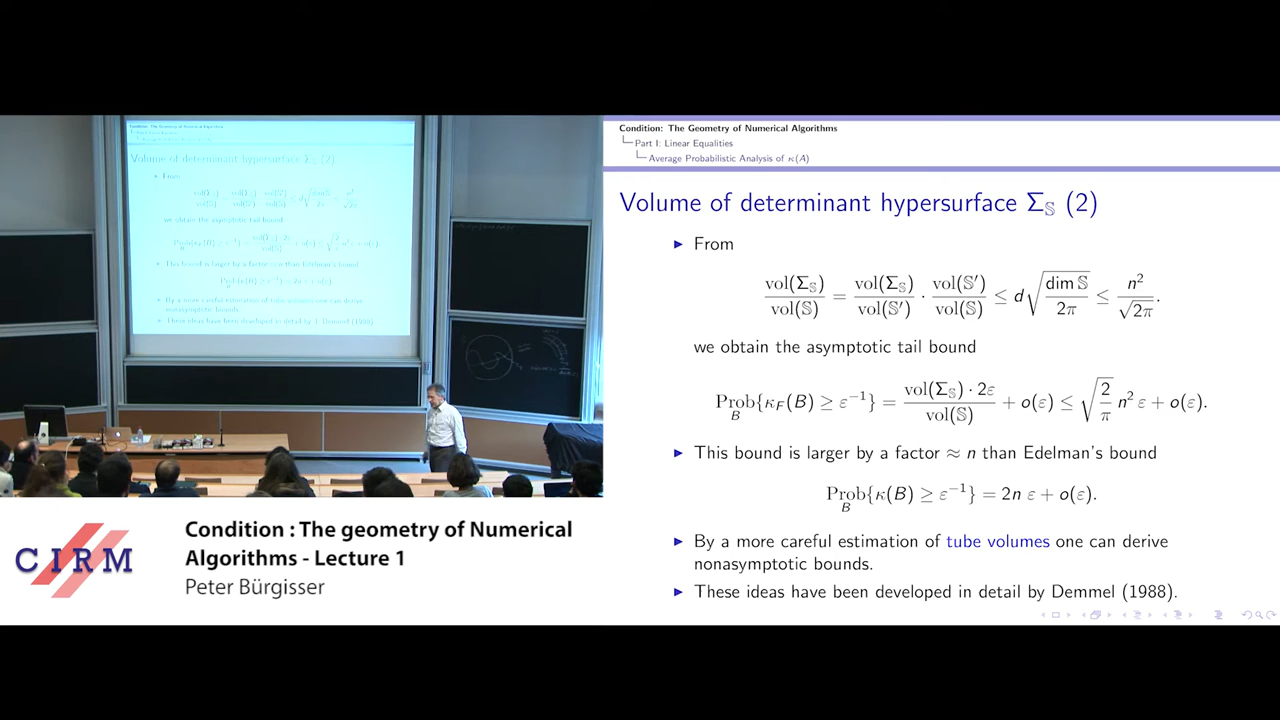 Condition: The Geometry of Numerical Algorithms
Part I: Linear Equalities
Average Probabilistic Analysis of κ(A)
Volume of determinant hypersurface Σ_𝕊 (2)
▶ From
vol(Σ_𝕊)/vol(𝕊) = vol(Σ_𝕊)/vol(𝕊′) · vol(𝕊′)/vol(𝕊) ≤ d√(dim 𝕊/2π) ≤ n²/√2π.
we obtain the asymptotic tail bound
Prob_B{κ_F(B) ≥ ε⁻¹} = vol(Σ_𝕊) · 2ε/vol(𝕊) + o(ε) ≤ √(2/π) n² ε + o(ε).
▶ This bound is larger by a factor ≈ n than Edelman's bound
Prob_B{κ(B) ≥ ε⁻¹} = 2n ε + o(ε).
▶ By a more careful estimation of tube volumes one can derive
nonasymptotic bounds.
▶ These ideas have been developed in detail by Demmel (1988).
CIRM
Condition : The geometry of Numerical
Algorithms - Lecture 1
Peter Bürgisser